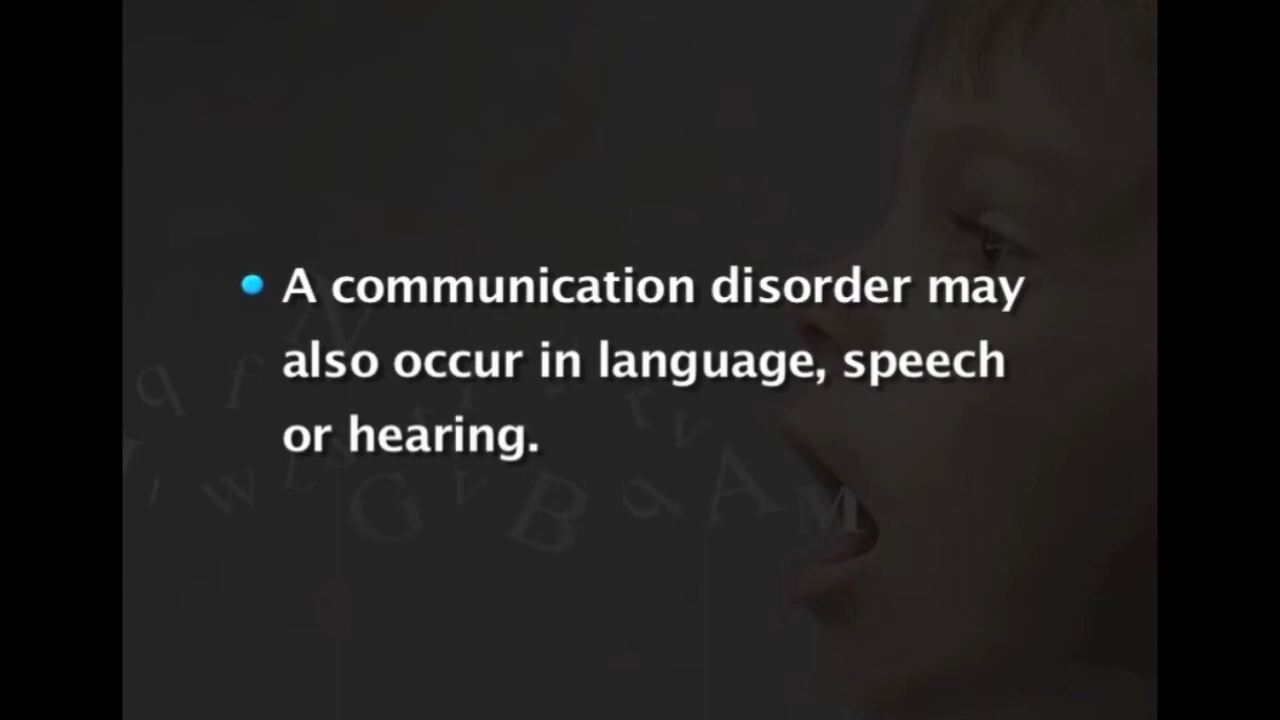 • A communication disorder may
also occur in language, speech
or hearing.